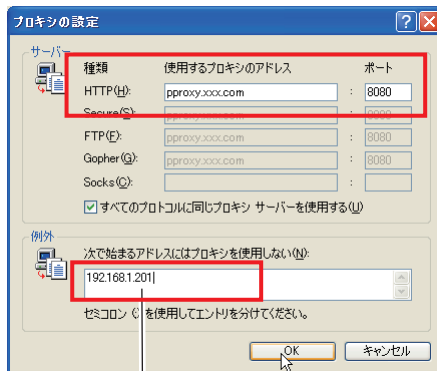 プロキシの設定
サーバー
種類 使用するプロキシのアドレス ポート
HTTP(H): pproxy.xxx.com : 8080
Secure(S): pproxy.xxx.com : 8080
FTP(F): pproxy.xxx.com : 8080
Gopher(G): pproxy.xxx.com : 8080
Socks(C): :
すべてのプロトコルに同じプロキシ サーバーを使用する(U)
例外
次で始まるアドレスにはプロキシを使用しない(N):
192.168.1.201
セミコロン (;)を使用してエントリを分けてください。
OK キャンセル